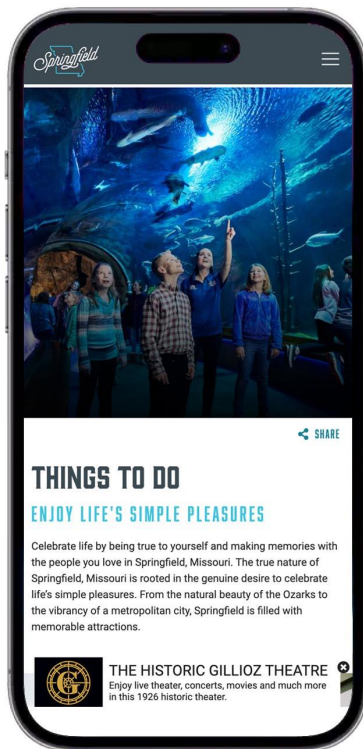 Springfield
SHARE
THINGS TO DO
ENJOY LIFE'S SIMPLE PLEASURES
Celebrate life by being true to yourself and making memories with
the people you love in Springfield, Missouri. The true nature of
Springfield, Missouri is rooted in the genuine desire to celebrate
life's simple pleasures. From the natural beauty of the Ozarks to
the vibrancy of a metropolitan city, Springfield is filled with
memorable attractions.
G
THE HISTORIC GILLIOZ THEATRE
Enjoy live theater, concerts, movies and much more
in this 1926 historic theater.